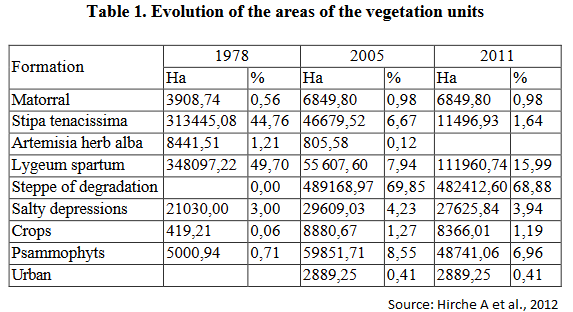 Table 1. Evolution of the areas of the vegetation units
Formation 1978 2005 2011
Ha % Ha % Ha %
Matorral 3908,74 0,56 6849,80 0,98 6849,80 0,98
Stipa tenacissima 313445,08 44,76 46679,52 6,67 11496,93 1,64
Artemisia herb alba 8441,51 1,21 805,58 0,12
Lygeum spartum 348097,22 49,70 55 607, 60 7,94 111960,74 15,99
Steppe of degradation 0,00 489168,97 69,85 482412,60 68,88
Salty depressions 21030,00 3,00 29609,03 4,23 27625,84 3,94
Crops 419,21 0,06 8880,67 1,27 8366,01 1,19
Psammophyts 5000,94 0,71 59851,71 8,55 48741,06 6,96
Urban 2889,25 0,41 2889,25 0,41
Source: Hirche A et al., 2012